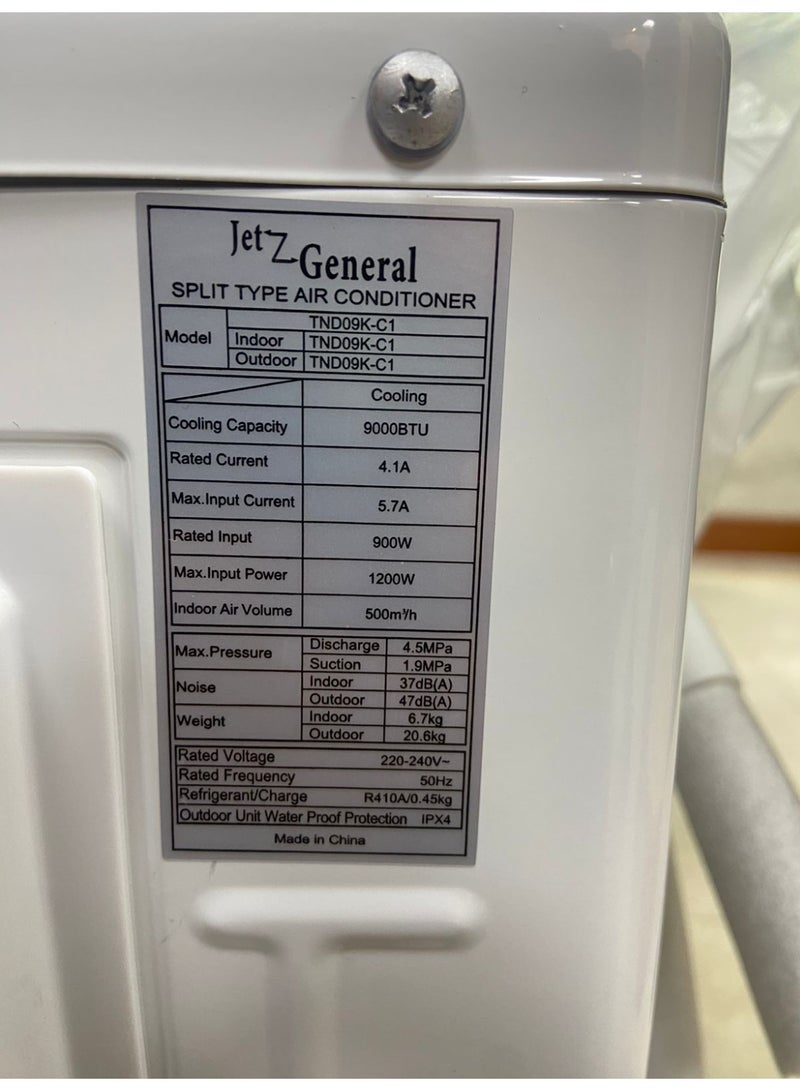 JetZ General
SPLIT TYPE AIR CONDITIONER
Model TND09K-C1
Indoor TND09K-C1
Outdoor TND09K-C1
Cooling
Cooling Capacity 9000BTU
Rated Current 4.1A
Max.Input Current 5.7A
Rated Input 900W
Max.Input Power 1200W
Indoor Air Volume 500m³/h
Max.Pressure Discharge 4.5MPa
Suction 1.9MPa
Noise Indoor 37dB(A)
Outdoor 47dB(A)
Weight Indoor 6.7kg
Outdoor 20.6kg
Rated Voltage 220-240V~
Rated Frequency 50Hz
Refrigerant/Charge R410A/0.45kg
Outdoor Unit Water Proof Protection IPX4
Made in China